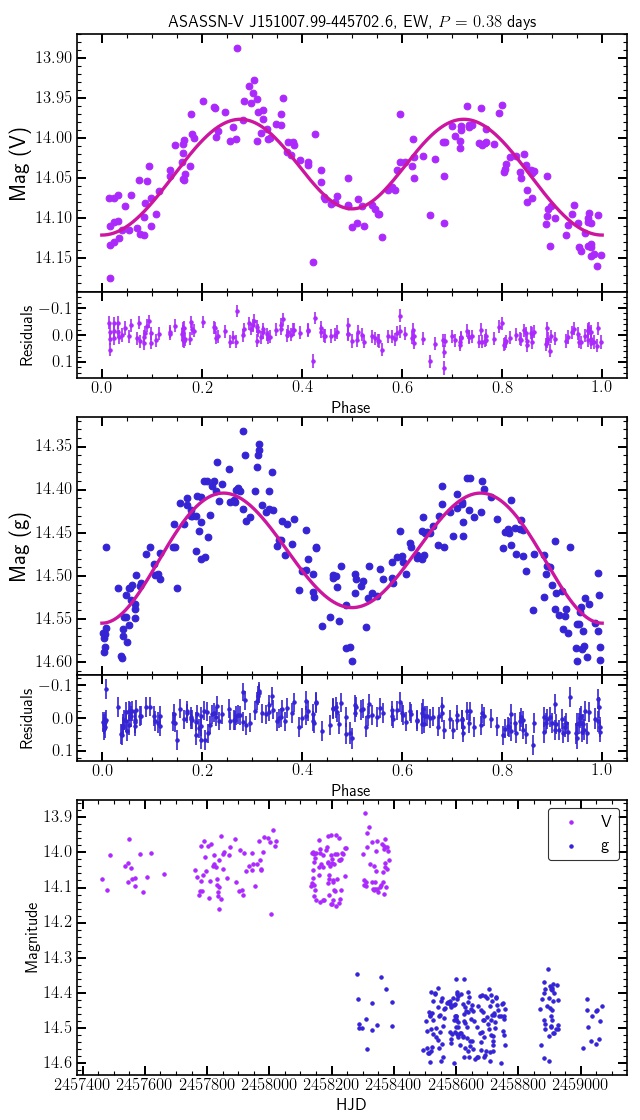 ASASSN-V J151007.99-445702.6, EW, P = 0.38 days
13.90
13.95
14.00
14.05
14.10
14.15
Mag (V)
−0.1
0.0
0.1
Residuals
0.0 0.2 0.4 0.6 0.8 1.0
Phase
14.35
14.40
14.45
14.50
14.55
14.60
Mag (g)
−0.1
0.0
0.1
Residuals
0.0 0.2 0.4 0.6 0.8 1.0
Phase
13.9
14.0
14.1
14.2
14.3
14.4
14.5
14.6
Magnitude
V
g
2457400 2457600 2457800 2458000 2458200 2458400 2458600 2458800 2459000
HJD